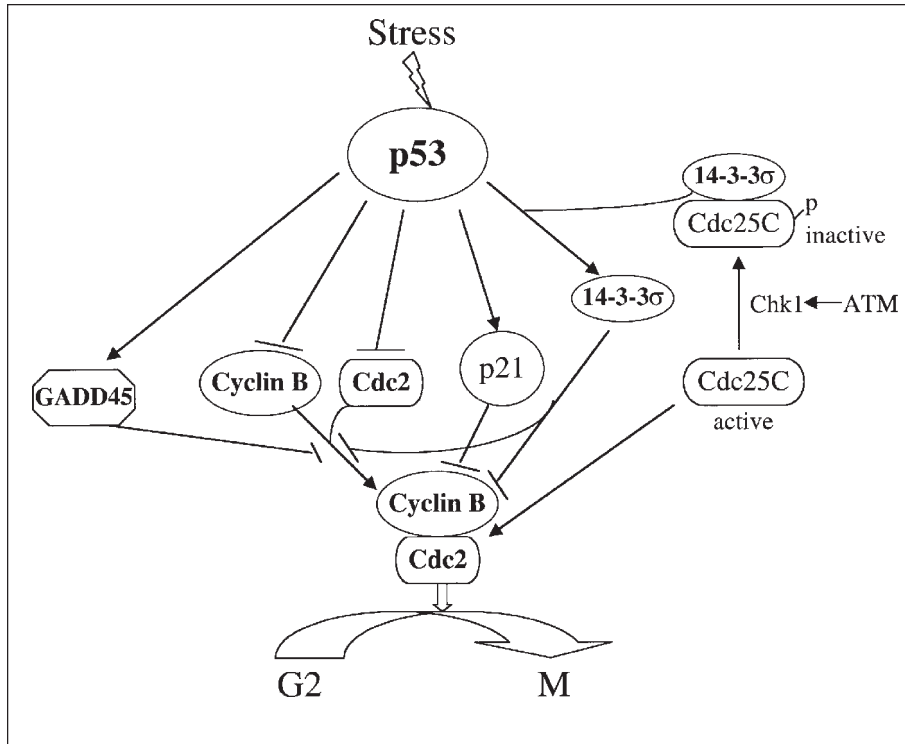 Stress
p53
14-3-3σ
Cdc25C
p
inactive
14-3-3σ
Chk1
ATM
Cyclin B
Cdc2
p21
GADD45
Cdc25C
active
Cyclin B
Cdc2
G2
M